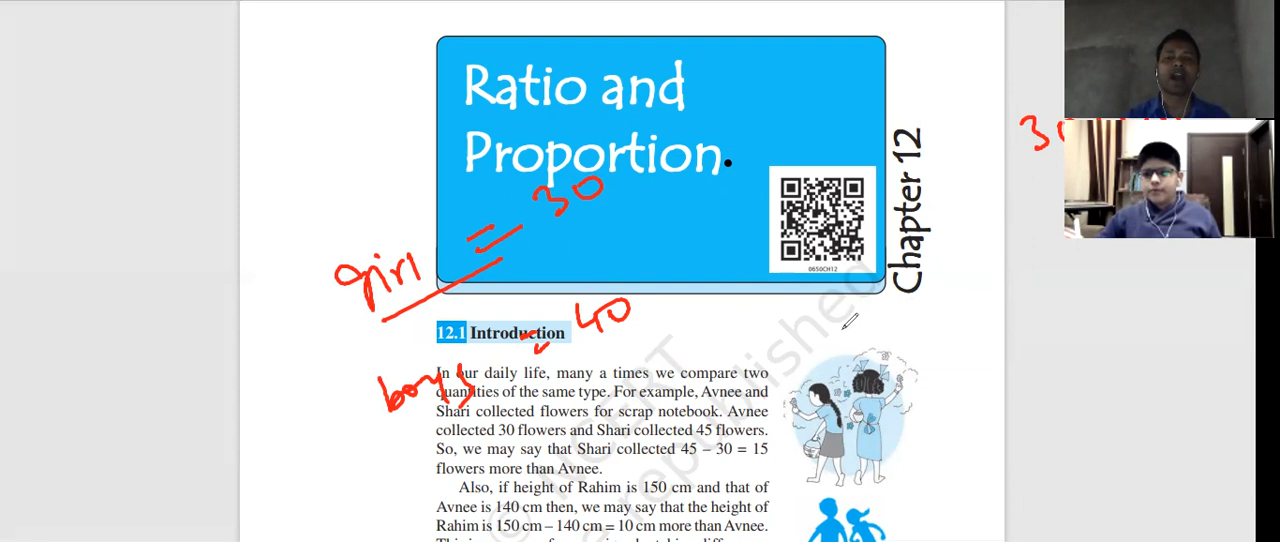 Ratio and
Proportion
Chapter 12
30
0650CH12
girl = 30
12.1 Introduction
= 40
boys
In our daily life, many a times we compare two
quantities of the same type. For example, Avnee and
Shari collected flowers for scrap notebook. Avnee
collected 30 flowers and Shari collected 45 flowers.
So, we may say that Shari collected 45 – 30 = 15
flowers more than Avnee.
Also, if height of Rahim is 150 cm and that of
Avnee is 140 cm then, we may say that the height of
Rahim is 150 cm – 140 cm = 10 cm more than Avnee.
© NCERT
republished